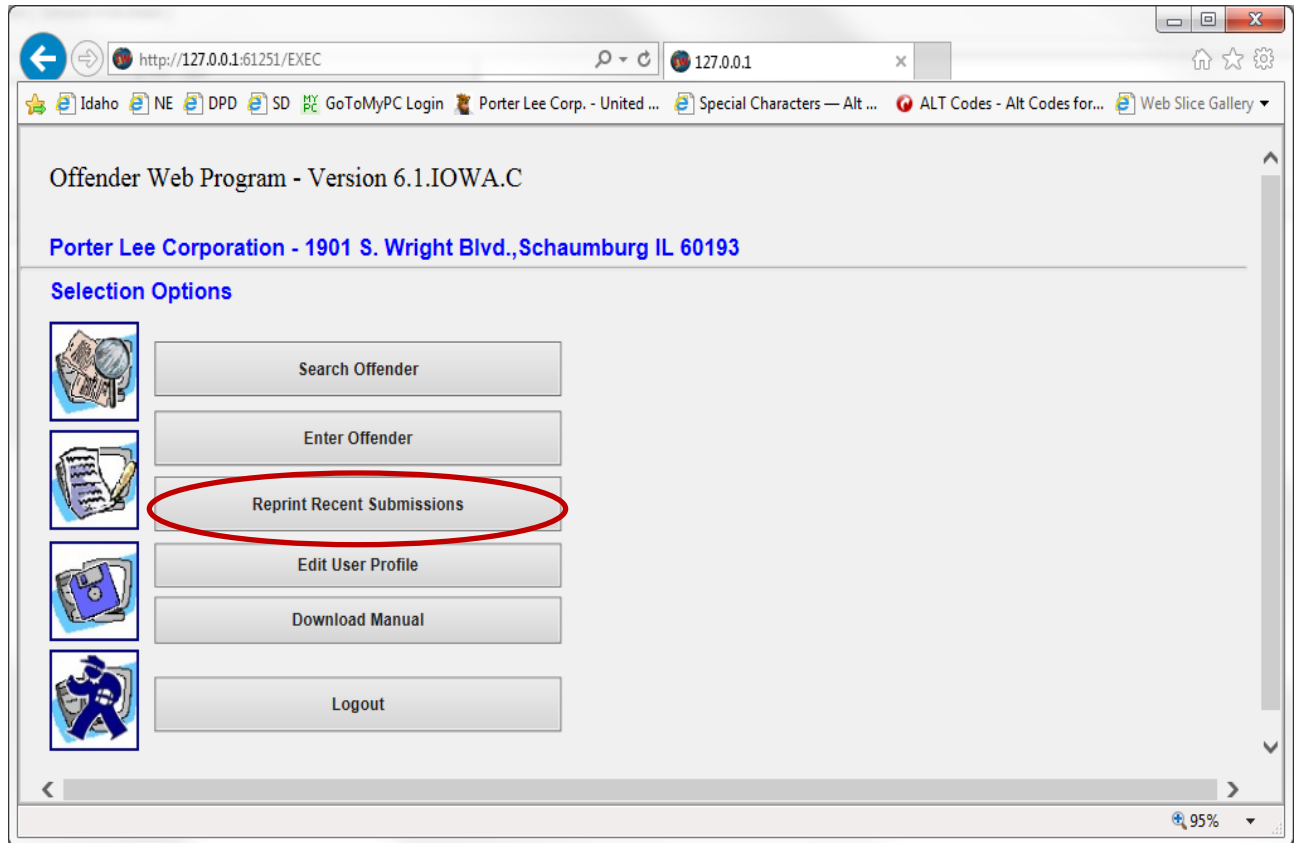 http://127.0.0.1:61251/EXEC
127.0.0.1
Idaho NE DPD SD MY PC GoToMyPC Login Porter Lee Corp. - United ... Special Characters — Alt ... ALT Codes - Alt Codes for... Web Slice Gallery
Offender Web Program - Version 6.1.IOWA.C
Porter Lee Corporation - 1901 S. Wright Blvd.,Schaumburg IL 60193
Selection Options
Search Offender
Enter Offender
Reprint Recent Submissions
Edit User Profile
Download Manual
Logout
95%